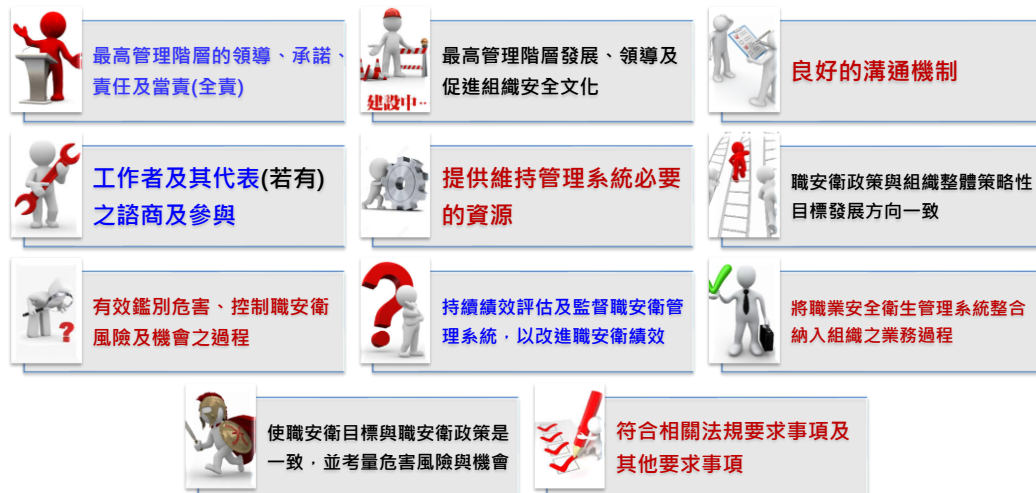 最高管理階層的領導、承諾、
責任及當責(全責)
建設中..
最高管理階層發展、領導及
促進組織安全文化
良好的溝通機制
工作者及其代表(若有)
之諮商及參與
提供維持管理系統必要
的資源
職安衛政策與組織整體策略性
目標發展方向一致
?
有效鑑別危害、控制職安衛
風險及機會之過程
?
持續績效評估及監督職安衛管
理系統，以改進職安衛績效
將職業安全衛生管理系統整合
納入組織之業務過程
使職安衛目標與職安衛政策是
一致，並考量危害風險與機會
符合相關法規要求事項及
其他要求事項